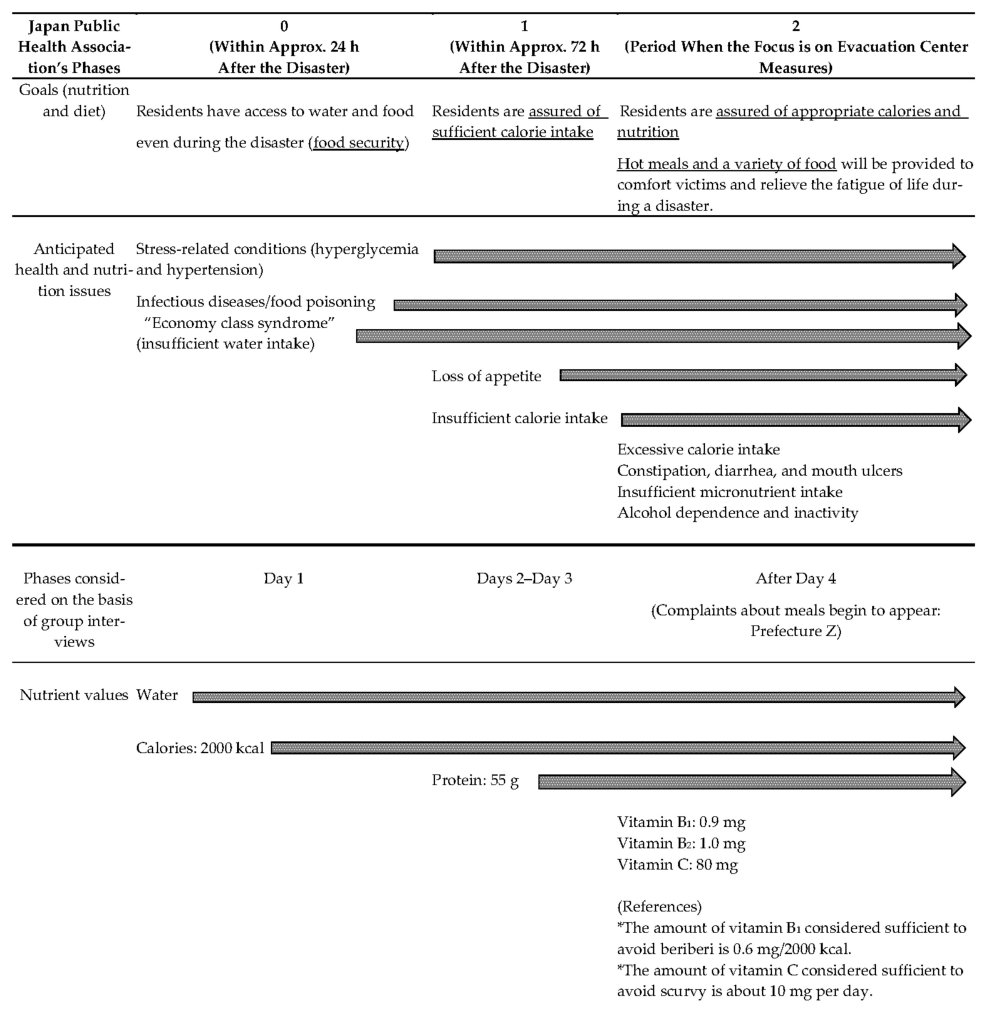 Japan Public
Health Associa-
tion's Phases
0
(Within Approx. 24 h
After the Disaster)
1
(Within Approx. 72 h
After the Disaster)
2
(Period When the Focus is on Evacuation Center
Measures)
Goals (nutrition
and diet)
Residents have access to water and food
even during the disaster (food security)
Residents are assured of
sufficient calorie intake
Residents are assured of appropriate calories and
nutrition
Hot meals and a variety of food will be provided to
comfort victims and relieve the fatigue of life dur-
ing a disaster.
Anticipated
health and nutri-
tion issues
Stress-related conditions (hyperglycemia
and hypertension)
Infectious diseases/food poisoning
“Economy class syndrome”
(insufficient water intake)
Loss of appetite
Insufficient calorie intake
Excessive calorie intake
Constipation, diarrhea, and mouth ulcers
Insufficient micronutrient intake
Alcohol dependence and inactivity
Phases consid-
ered on the basis
of group inter-
views
Day 1
Days 2–Day 3
After Day 4
(Complaints about meals begin to appear:
Prefecture Z)
Nutrient values
Water
Calories: 2000 kcal
Protein: 55 g
Vitamin B₁: 0.9 mg
Vitamin B₂: 1.0 mg
Vitamin C: 80 mg
(References)
*The amount of vitamin B₁ considered sufficient to
avoid beriberi is 0.6 mg/2000 kcal.
*The amount of vitamin C considered sufficient to
avoid scurvy is about 10 mg per day.